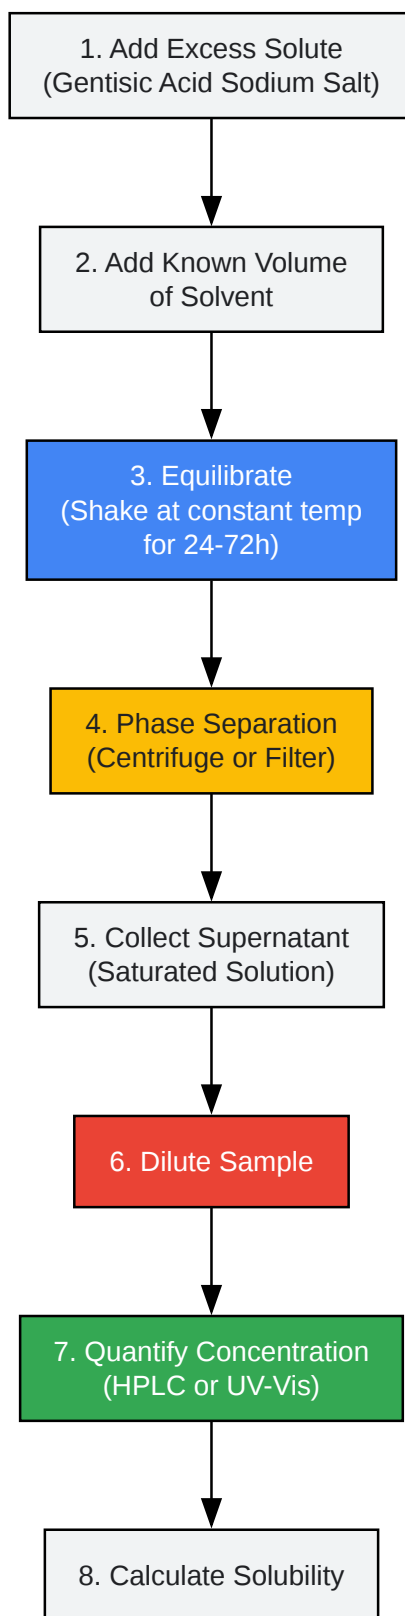 1. Add Excess Solute
(Gentisic Acid Sodium Salt)
2. Add Known Volume
of Solvent
3. Equilibrate
(Shake at constant temp
for 24-72h)
4. Phase Separation
(Centrifuge or Filter)
5. Collect Supernatant
(Saturated Solution)
6. Dilute Sample
7. Quantify Concentration
(HPLC or UV-Vis)
8. Calculate Solubility